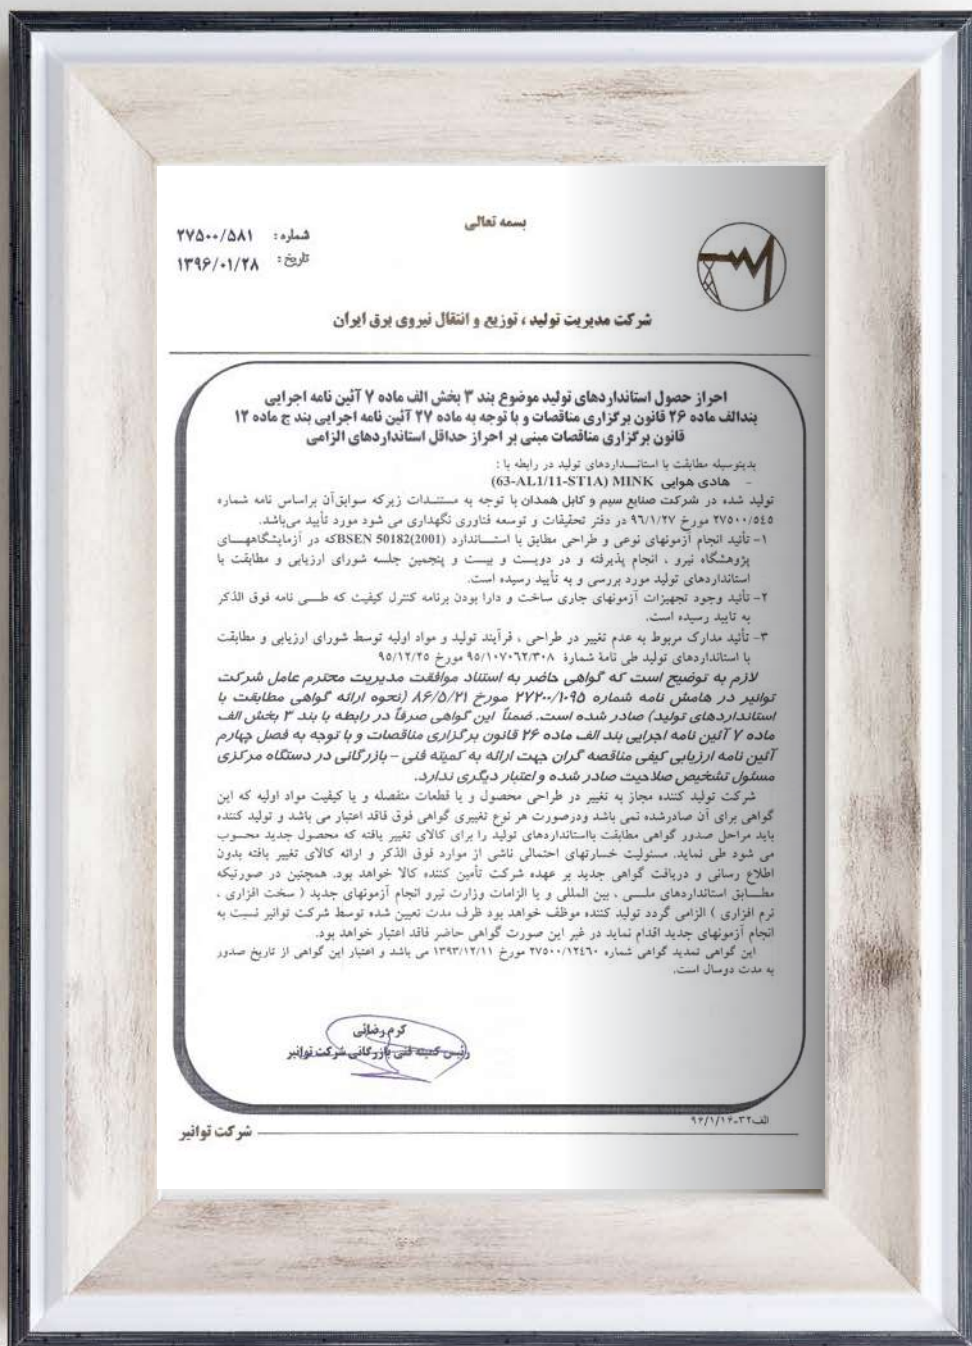 بسمه تعالی
شماره : ۲۷۵۰۰/۵۸۱
تاریخ : ۱۳۹۶/۰۱/۲۸
شرکت مدیریت تولید ، توزیع و انتقال نیروی برق ایران
احراز حصول استانداردهای تولید موضوع بند ۳ بخش الف ماده ۷ آئین نامه اجرایی
بندالف ماده ۲۶ قانون برگزاری مناقصات و با توجه به ماده ۲۷ آئین نامه اجرایی بند ج ماده ۱۲
قانون برگزاری مناقصات مبنی بر احراز حداقل استانداردهای الزامی
بدینوسیله مطابقت با استانـــداردهای تولید در رابطه با :
- هادی هوایی MINK (63-AL1/11-ST1A)
تولید شده در شرکت صنایع سیم و کابل همدان با توجه به مستنـدات زیرکه سوابق‌آن براساس نامه شماره
۲۷۵۰۰/۵٤۵ مورخ ۹٦/۱/۲۷ در دفتر تحقیقات و توسعه فناوری نگهداری می شود مورد تأیید می‌باشد.
۱- تأئید انجام آزمونهای نوعی و طراحی مطابق با استـــاندارد BSEN 50182(2001)که در آزمایشگاههـــای
پژوهشگاه نیرو ، انجام پذیرفته و در دویست و بیست و پنجمین جلسه شورای ارزیابی و مطابقت با
استانداردهای تولید مورد بررسی و به تأیید رسیده است.
۲- تأئید وجود تجهیزات آزمونهای جاری ساخت و دارا بودن برنامه کنترل کیفیت که طـــی نامه فوق الذکر
به تایید رسیده است.
۳- تأئید مدارک مربوط به عدم تغییر در طراحی ، فرآیند تولید و مواد اولیه توسط شورای ارزیابی و مطابقت
با استانداردهای تولید طی نامهٔ شمارهٔ ۹۵/۱۰۷۰٦۲/۳۰۸ مورخ ۹۵/۱۲/۲۵
لازم به توضیح است که گواهی حاضر به استناد موافقت مدیریت محترم عامل شرکت
توانیر در هامش نامه شماره ۲۷۲۰۰/۱۰۹۵ مورخ ۸۶/۵/۲۱ (نحوه ارائه گواهی مطابقت با
استانداردهای تولید) صادر شده است. ضمناً این گواهی صرفاً در رابطه با بند ۳ بخش الف
ماده ۷ آئین نامه اجرایی بند الف ماده ۲۶ قانون برگزاری مناقصات و با توجه به فصل چهارم
آئین نامه ارزیابی کیفی مناقصه گران جهت ارائه به کمیته فنی – بازرگانی در دستگاه مرکزی
مسئول تشخیص صلاحیت صادر شده و اعتبار دیگری ندارد.
شرکت تولید کننده مجاز به تغییر در طراحی محصول و یا قطعات منفصله و یا کیفیت مواد اولیه که این
گواهی برای آن صادرشده نمی باشد ودرصورت هر نوع تغییری گواهی فوق فاقد اعتبار می باشد و تولید کننده
باید مراحل صدور گواهی مطابقت بااستانداردهای تولید را برای کالای تغییر یافته که محصول جدید محسوب
می شود طی نماید. مسئولیت خسارتهای احتمالی ناشی از موارد فوق الذکر و ارائه کالای تغییر یافته بدون
اطلاع رسانی و دریافت گواهی جدید بر عهده شرکت تأمین کننده کالا خواهد بود. همچنین در صورتیکه
مطـــابق استانداردهای ملـــی ، بین المللی و یا الزامات وزارت نیرو انجام آزمونهای جدید ( سخت افزاری ،
نرم افزاری ) الزامی گردد تولید کننده موظف خواهد بود ظرف مدت تعیین شده توسط شرکت توانیر نسبت به
انجام آزمونهای جدید اقدام نماید در غیر این صورت گواهی حاضر فاقد اعتبار خواهد بود.
این گواهی تمدید گواهی شماره ۲۷۵۰۰/۱۲٤٦۰ مورخ ۱۳۹۳/۱۲/۱۱ می باشد و اعتبار این گواهی از تاریخ صدور
به مدت دوسال است.
کرم رضائی
رئیس کمیته فنی بازرگانی شرکت توانیر
الف۳۲-۹۶/۱/۱۶
شرکت توانیر